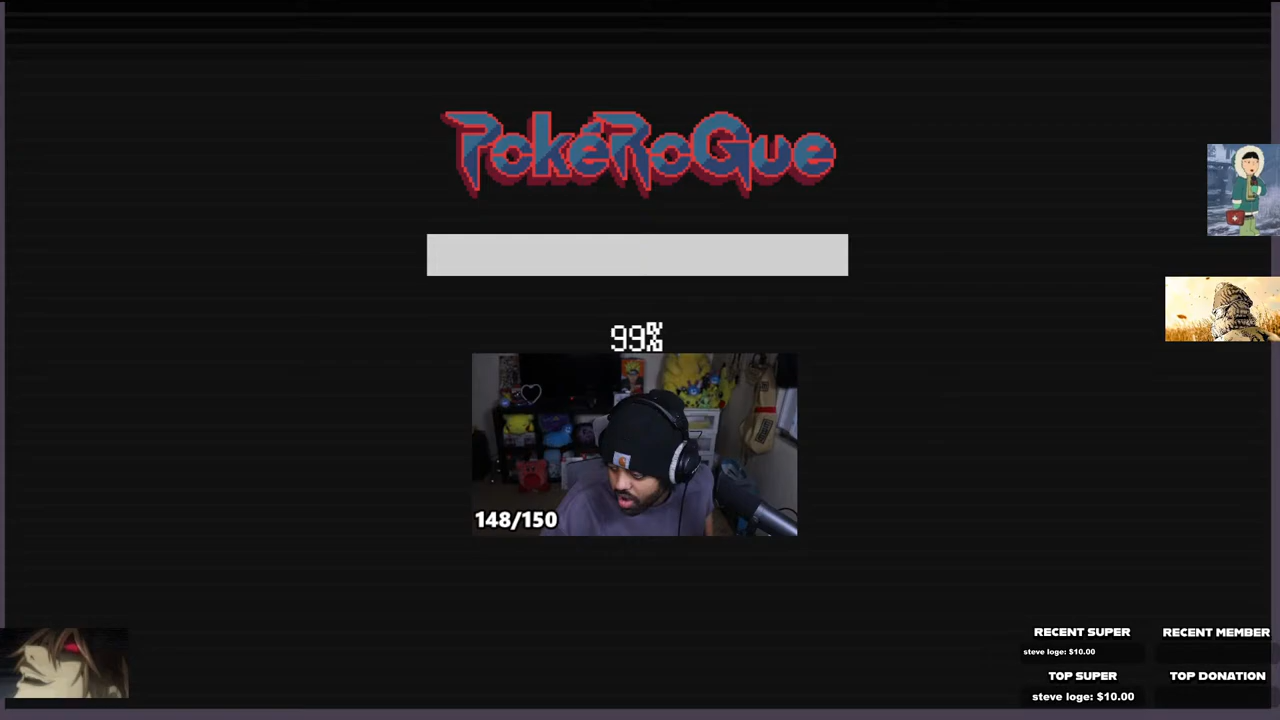 PokéRoGue
99%
148/150
RECENT SUPER
steve loge: $10.00
RECENT MEMBER
TOP SUPER
steve loge: $10.00
TOP DONATION